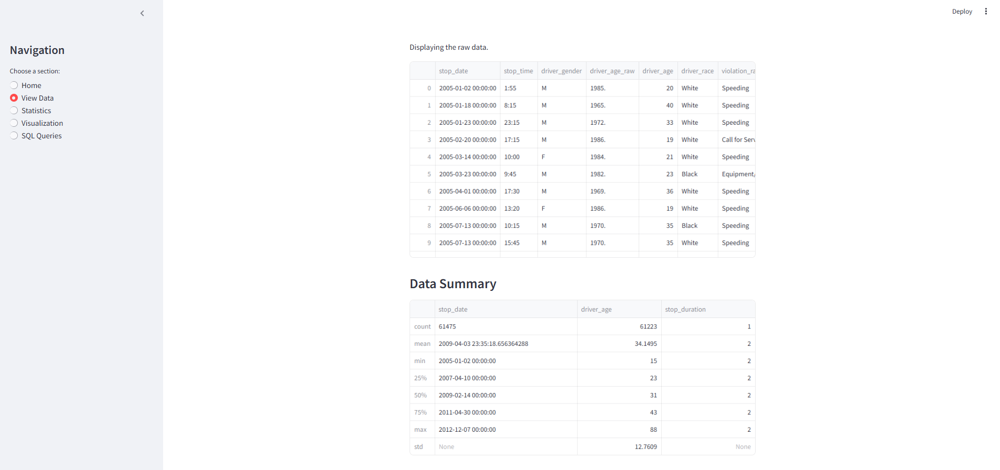 Deploy
Navigation
Choose a section:
Home
View Data
Statistics
Visualization
SQL Queries
Displaying the raw data.
stop_date stop_time driver_gender driver_age_raw driver_age driver_race violation_ra
0 2005-01-02 00:00:00 1:55 M 1985. 20 White Speeding
1 2005-01-18 00:00:00 8:15 M 1965. 40 White Speeding
2 2005-01-23 00:00:00 23:15 M 1972. 33 White Speeding
3 2005-02-20 00:00:00 17:15 M 1986. 19 White Call for Serv
4 2005-03-14 00:00:00 10:00 F 1984. 21 White Speeding
5 2005-03-23 00:00:00 9:45 M 1982. 23 Black Equipment/
6 2005-04-01 00:00:00 17:30 M 1969. 36 White Speeding
7 2005-06-06 00:00:00 13:20 F 1986. 19 White Speeding
8 2005-07-13 00:00:00 10:15 M 1970. 35 Black Speeding
9 2005-07-13 00:00:00 15:45 M 1970. 35 White Speeding
Data Summary
stop_date driver_age stop_duration
count 61475 61223 1
mean 2009-04-03 23:35:18.656364288 34.1495 2
min 2005-01-02 00:00:00 15 2
25% 2007-04-10 00:00:00 23 2
50% 2009-02-14 00:00:00 31 2
75% 2011-04-30 00:00:00 43 2
max 2012-12-07 00:00:00 88 2
std None 12.7609 None